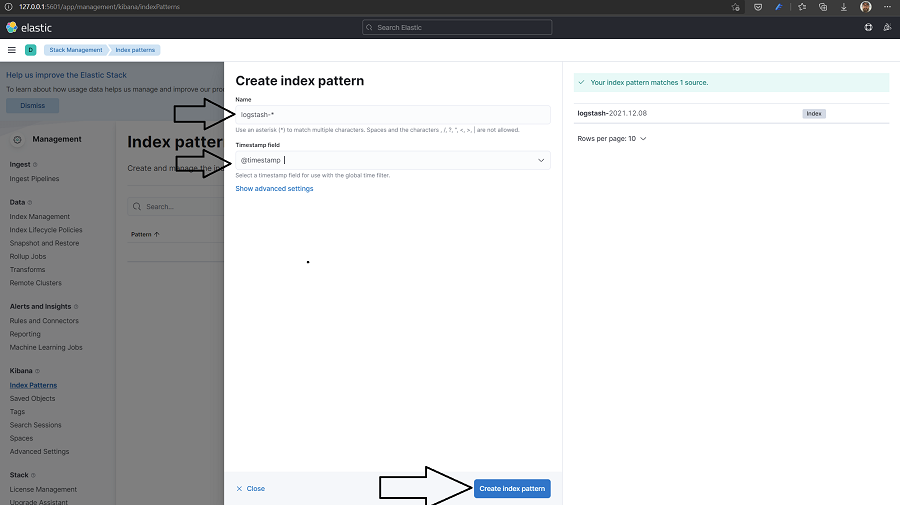 127.0.0.1:5601/app/management/kibana/indexPatterns
elastic
Search Elastic
D
Stack Management
Index patterns
Help us improve the Elastic Stack
To learn about how usage data helps us manage and improve our
Dismiss
Management
Ingest
Ingest Pipelines
Data
Index Management
Index Lifecycle Policies
Snapshot and Restore
Rollup Jobs
Transforms
Remote Clusters
Alerts and Insights
Rules and Connectors
Reporting
Machine Learning Jobs
Kibana
Index Patterns
Saved Objects
Tags
Search Sessions
Spaces
Advanced Settings
Stack
License Management
Upgrade Assistant
Index
Create and manage the
Search...
Pattern
Create index pattern
Name
logstash-*
Use an asterisk (*) to match multiple characters. Spaces and the characters , /, ?, ", <, >, | are not allowed.
Timestamp field
@timestamp
Select a timestamp field for use with the global time filter.
Show advanced settings
Close
Create index pattern
Your index pattern matches 1 source.
logstash-2021.12.08
Index
Rows per page: 10